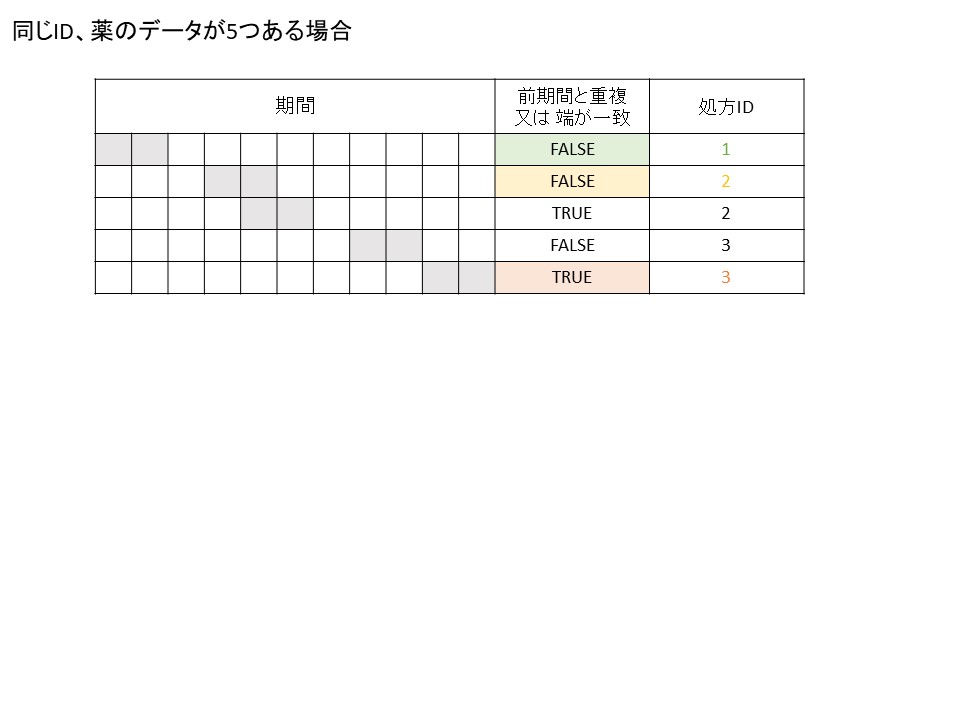 同じID、薬のデータが5つある場合
期間
前期間と重複
又は 端が一致
処方ID
FALSE 1
FALSE 2
TRUE 2
FALSE 3
TRUE 3